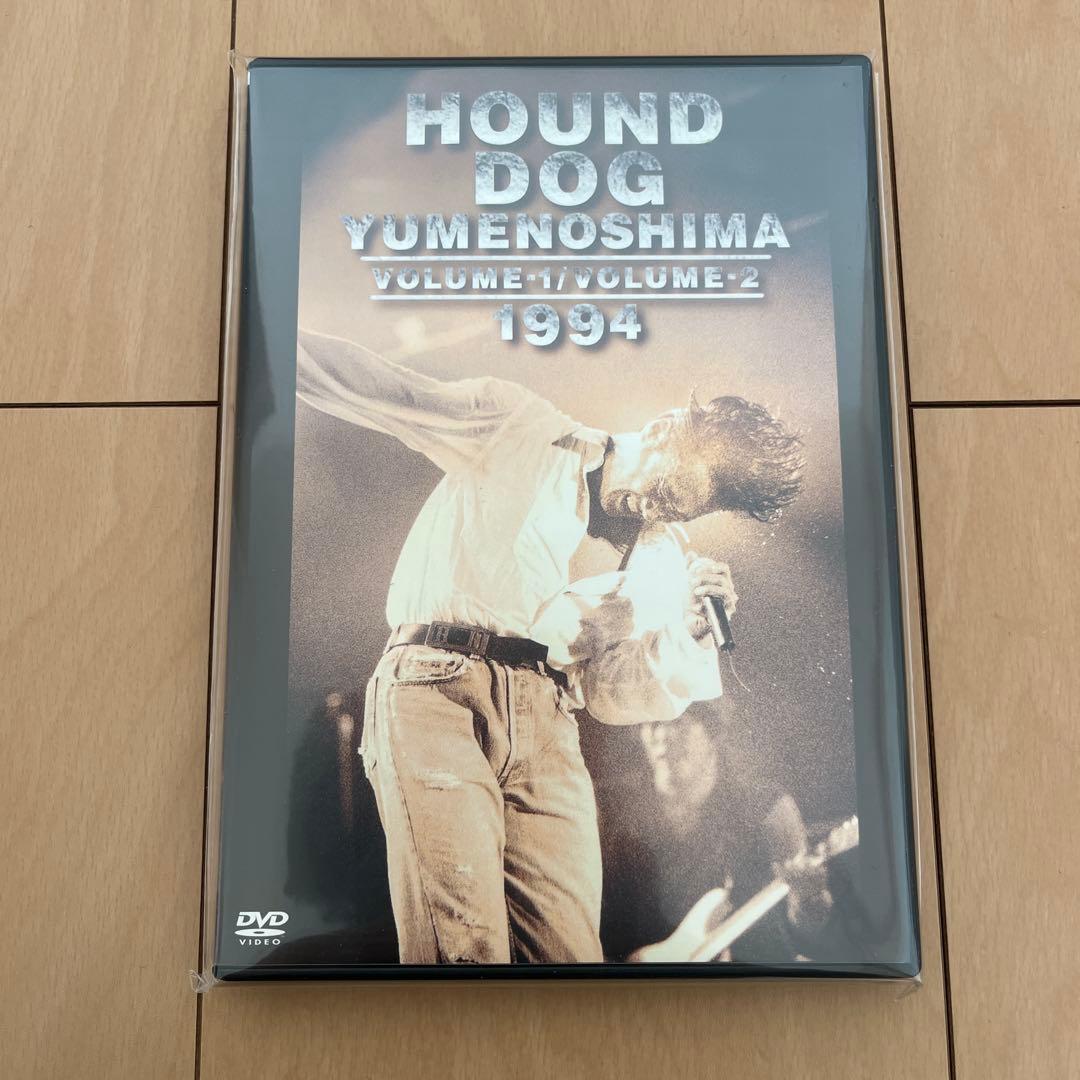 HOUND
DOG
YUMENOSHIMA
VOLUME-1/VOLUME-2
1994
DVD
VIDEO